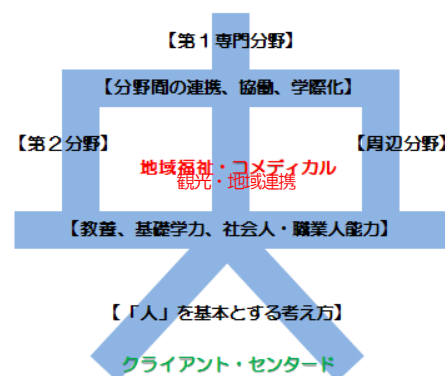 【第１専門分野】
【分野間の連携、協働、学際化】
【第２分野】
【周辺分野】
地域福祉・コメディカル
観光・地域連携
【教養、基礎学力、社会人・職業人能力】
【「人」を基本とする考え方】
クライアント・センタード